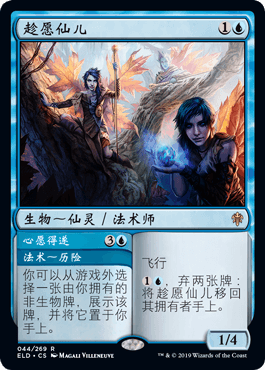 趁愿仙儿 1
生物～仙灵 / 法术师
心愿得遂 3
法术～历险
你可以从游戏外选
择一张由你拥有的
非生物牌，展示该
牌，并将它置于你
手上。
飞行
1 ，弃两张牌：
将趁愿仙儿移回
其拥有者手上。
1/4
044/269 R
ELD • CS MAGALI VILLENEUVE
™ & © 2019 Wizards of the Coast